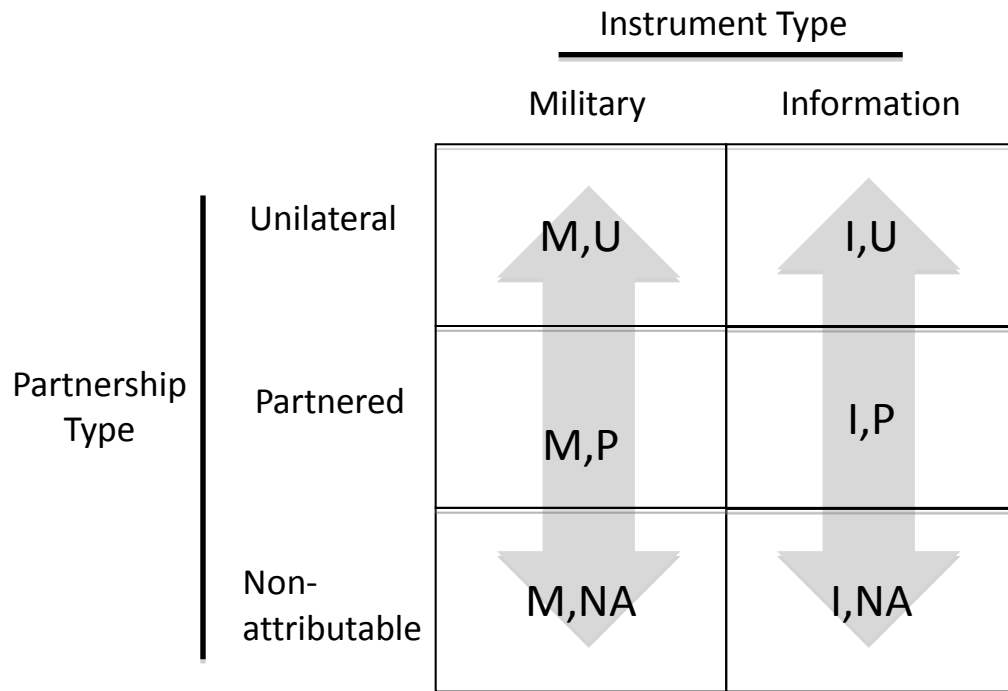 Instrument Type
Military Information
Unilateral M,U I,U
Partnership
Type
Partnered M,P I,P
Non-
attributable M,NA I,NA